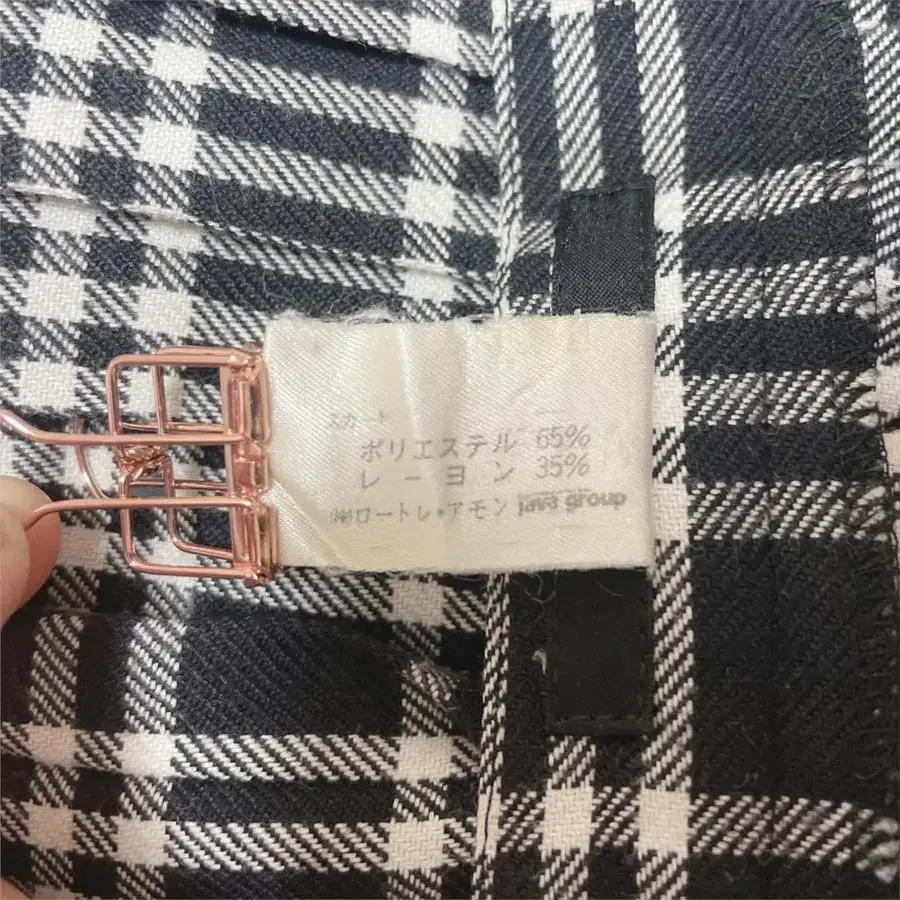 スカート
ポリエステル 65%
レーヨン 35%
(株)ロートレ・アモン java group